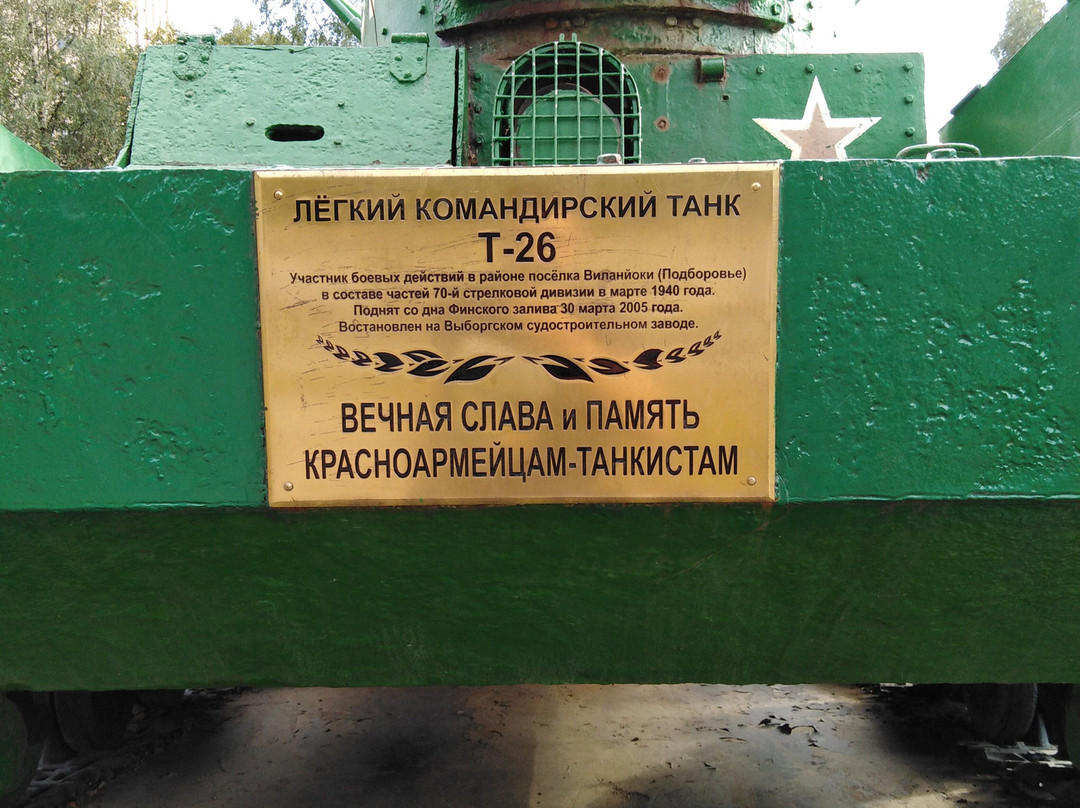 ЛЁГКИЙ КОМАНДИРСКИЙ ТАНК
Т-26
Участник боевых действий в районе посёлка Виланйоки (Подборовье)
в составе частей 70-й стрелковой дивизии в марте 1940 года.
Поднят со дна Финского залива 30 марта 2005 года.
Востановлен на Выборгском судостроительном заводе.
ВЕЧНАЯ СЛАВА и ПАМЯТЬ
КРАСНОАРМЕЙЦАМ-ТАНКИСТАМ